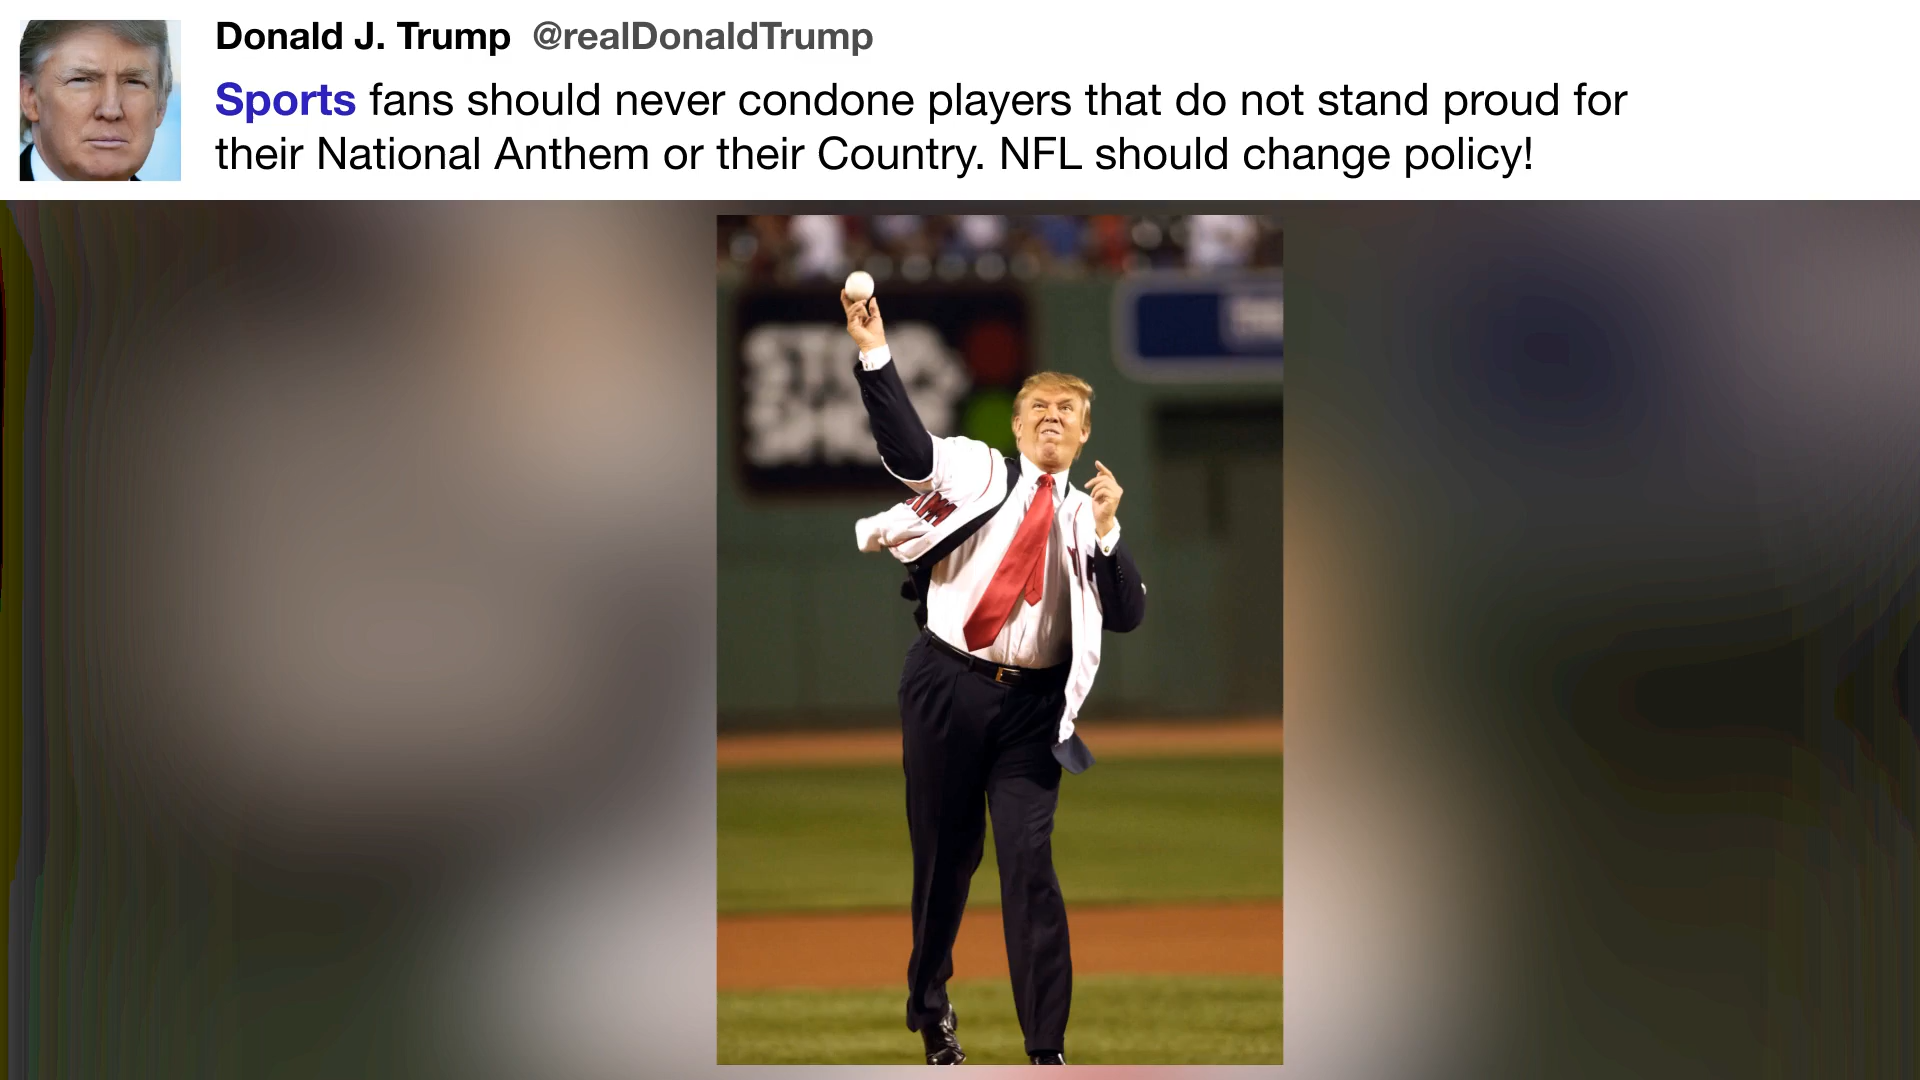 Donald J. Trump @realDonaldTrump
Sports fans should never condone players that do not stand proud for
their National Anthem or their Country. NFL should change policy!
STOP